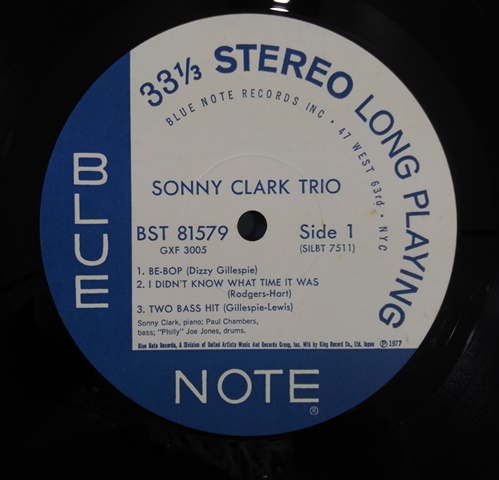 33 1/3 STEREO LONG PLAYING
BLUE NOTE RECORDS INC • 47 WEST 63rd • NYC
BLUE
SONNY CLARK TRIO
BST 81579 Side 1
GXF 3005 (SILBT 7511)
1. BE-BOP (Dizzy Gillespie)
2. I DIDN'T KNOW WHAT TIME IT WAS
(Rodgers-Hart)
3. TWO BASS HIT (Gillespie-Lewis)
Sonny Clark, piano; Paul Chambers,
bass; "Philly" Joe Jones, drums.
Blue Note Records, A Division of United Artists Music And Records Group, Inc. Mfd by King Record Co., Ltd. Japan ℗ 1977
NOTE ®